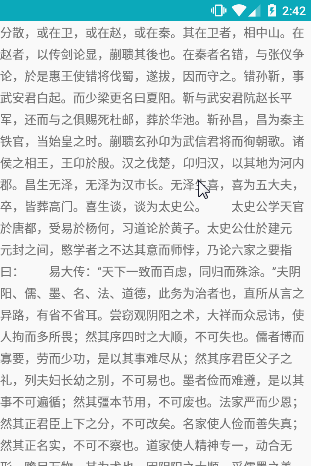 2:42
分散，或在卫，或在赵，或在秦。其在卫者，相中山。在
赵者，以传剑论显，蒯聩其後也。在秦者名错，与张仪争
论，於是惠王使错将伐蜀，遂拔，因而守之。错孙靳，事
武安君白起。而少梁更名曰夏阳。靳与武安君阬赵长平
军，还而与之俱赐死杜邮，葬於华池。靳孙昌，昌为秦主
铁官，当始皇之时。蒯聩玄孙卬为武信君将而徇朝歌。诸
侯之相王，王卬於殷。汉之伐楚，卬归汉，以其地为河内
郡。昌生无泽，无泽为汉巿长。无泽生喜，喜为五大夫，
卒，皆葬高门。喜生谈，谈为太史公。 太史公学天官
於唐都，受易於杨何，习道论於黄子。太史公仕於建元
元封之间，愍学者之不达其意而师悖，乃论六家之要指
曰： 易大传：“天下一致而百虑，同归而殊涂。”夫阴
阳、儒、墨、名、法、道德，此务为治者也，直所从言之
异路，有省不省耳。尝窃观阴阳之术，大祥而众忌讳，使
人拘而多所畏；然其序四时之大顺，不可失也。儒者博而
寡要，劳而少功，是以其事难尽从；然其序君臣父子之
礼，列夫妇长幼之别，不可易也。墨者俭而难遵，是以其
事不可遍循；然其彊本节用，不可废也。法家严而少恩；
然其正君臣上下之分，不可改矣。名家使人俭而善失真；
然其正名实，不可不察也。道家使人精神专一，动合无